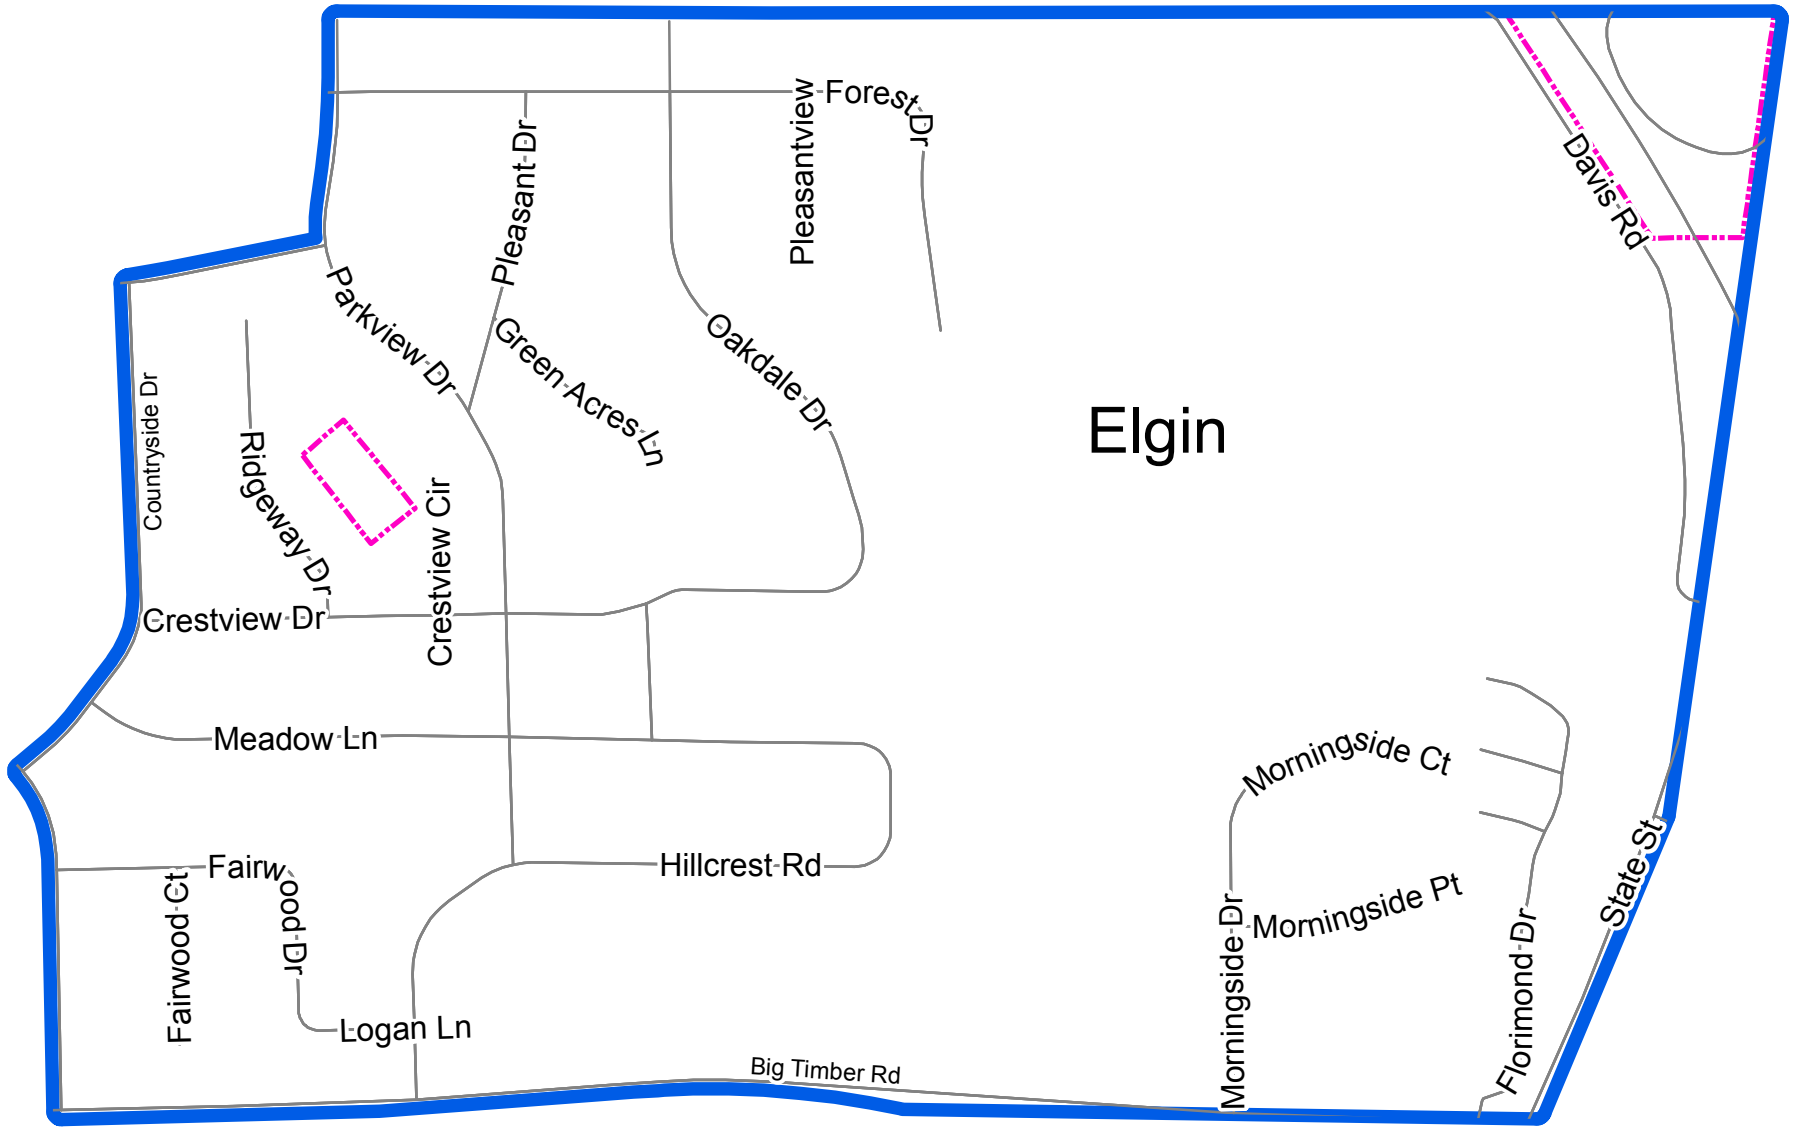 Forest Dr
Pleasantview
Pleasant Dr
Davis Rd
Parkview Dr
Green Acres Ln
Oakdale Dr
Countryside Dr
Elgin
Ridgeway Dr
Crestview Cir
Crestview Dr
Meadow Ln
Morningside Ct
Hillcrest Rd
Fairwood Dr
Fairwood Ct
State St
Morningside Pt
Morningside Dr
Florimond Dr
Logan Ln
Big Timber Rd